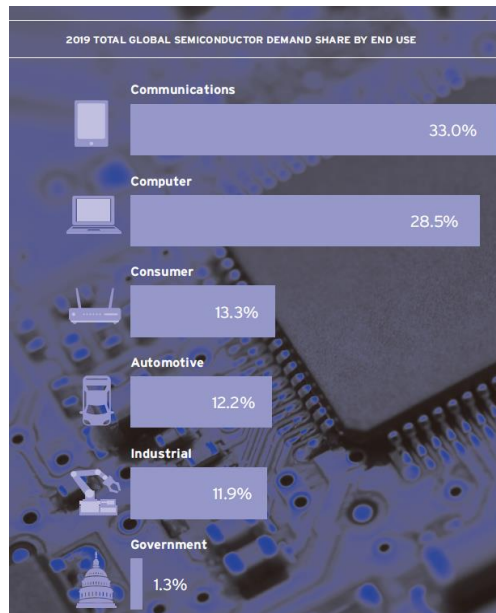 2019 TOTAL GLOBAL SEMICONDUCTOR DEMAND SHARE BY END USE
Communications
33.0%
Computer
28.5%
Consumer
13.3%
Automotive
12.2%
Industrial
11.9%
Government
1.3%